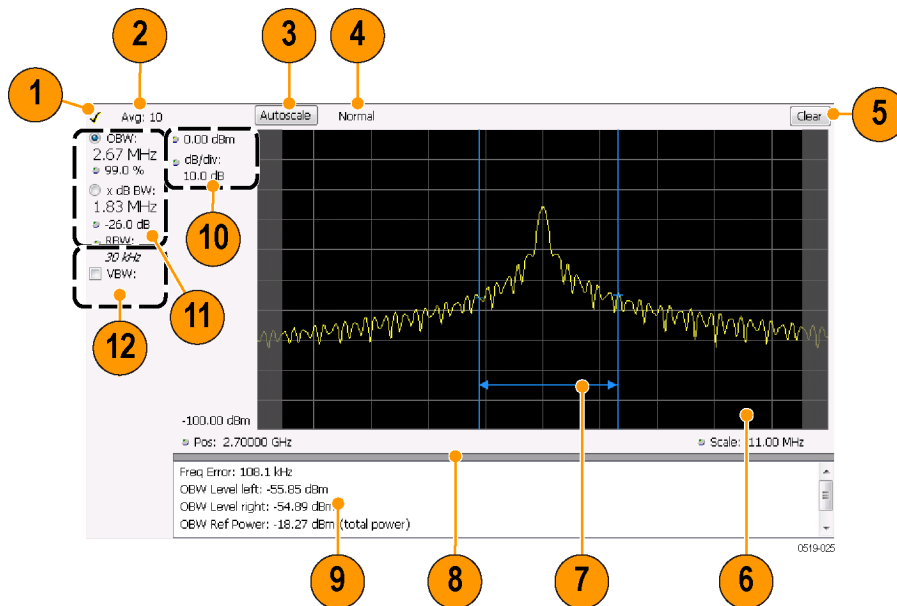 2
3
4
1
5
Avg: 10
Autoscale
Normal
Clear
OBW:
2.67 MHz
99.0 %
x dB BW:
1.83 MHz
-26.0 dB
RBW:
30 kHz
VBW:
0.00 dBm
dB/div:
10.0 dB
10
11
12
-100.00 dBm
Pos: 2.70000 GHz
Scale: 11.00 MHz
Freq Error: 108.1 kHz
OBW Level left: -55.85 dBm
OBW Level right: -54.89 dBm
OBW Ref Power: -18.27 dBm (total power)
0519-025
9
8
7
6